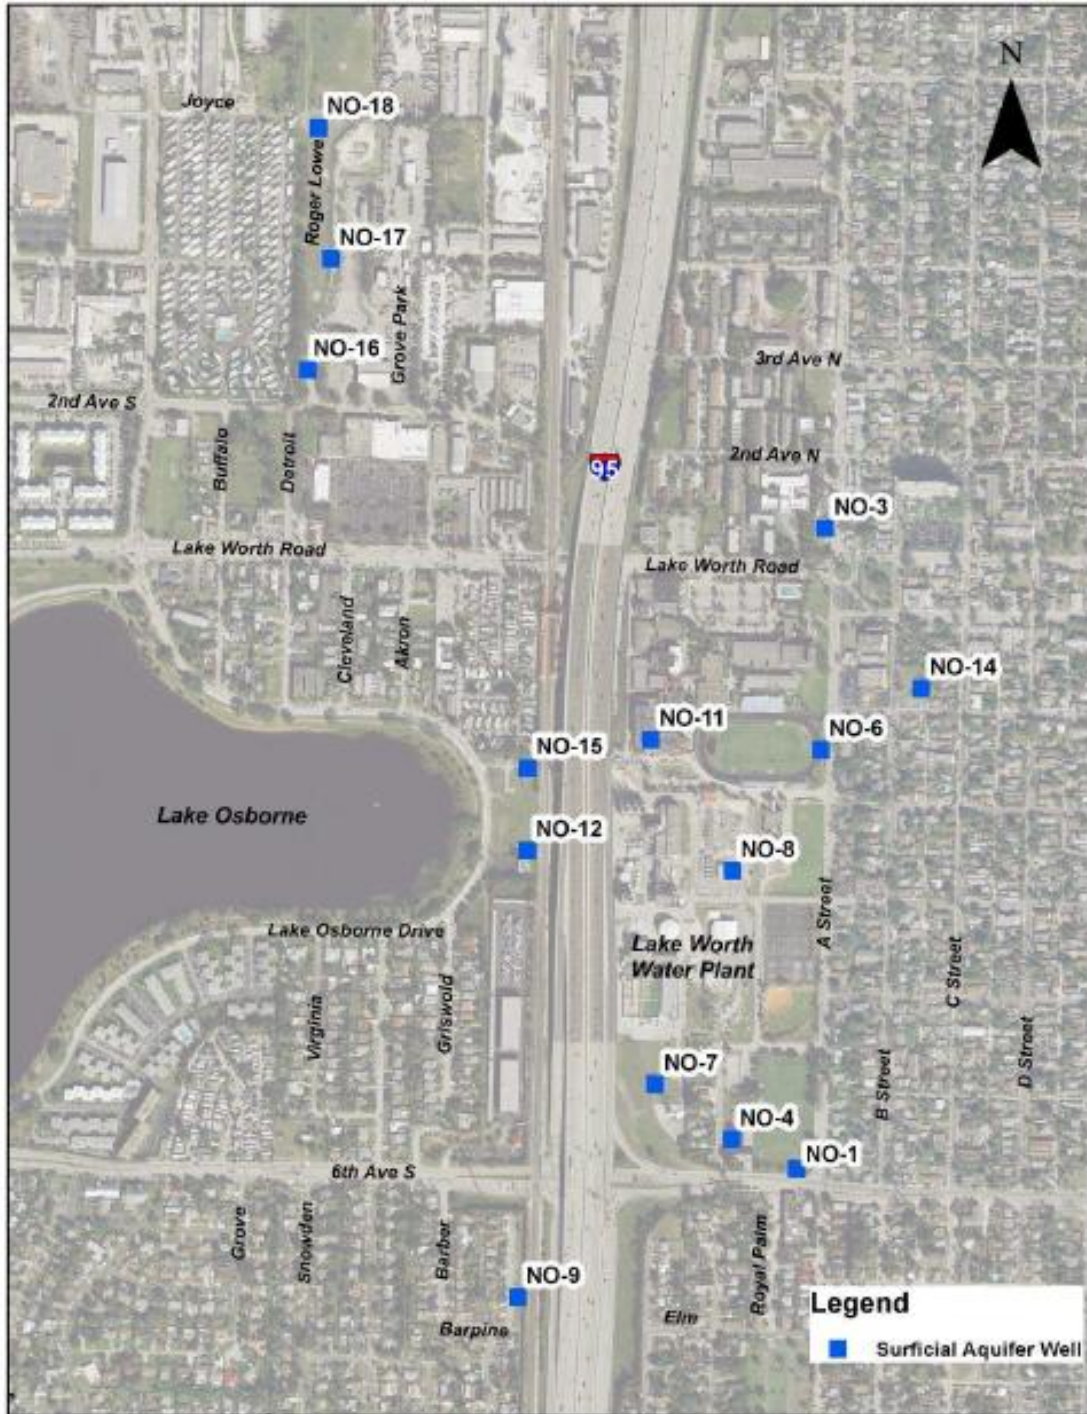 N
Joyce
NO-18
Roger Lowe
NO-17
Grove Park
NO-16
3rd Ave N
2nd Ave S
Buffalo
Detroit
2nd Ave N
95
NO-3
Lake Worth Road
Lake Worth Road
Cleveland
Akron
NO-14
NO-11
NO-6
NO-15
Lake Osborne
NO-12
NO-8
A Street
Lake Osborne Drive
Lake Worth
Water Plant
C Street
Virginia
Griswold
D Street
B Street
NO-7
NO-4
NO-1
6th Ave S
Grove
Snowden
Barber
Royal Palm
NO-9
Barpine
Elm
Legend
Surficial Aquifer Well